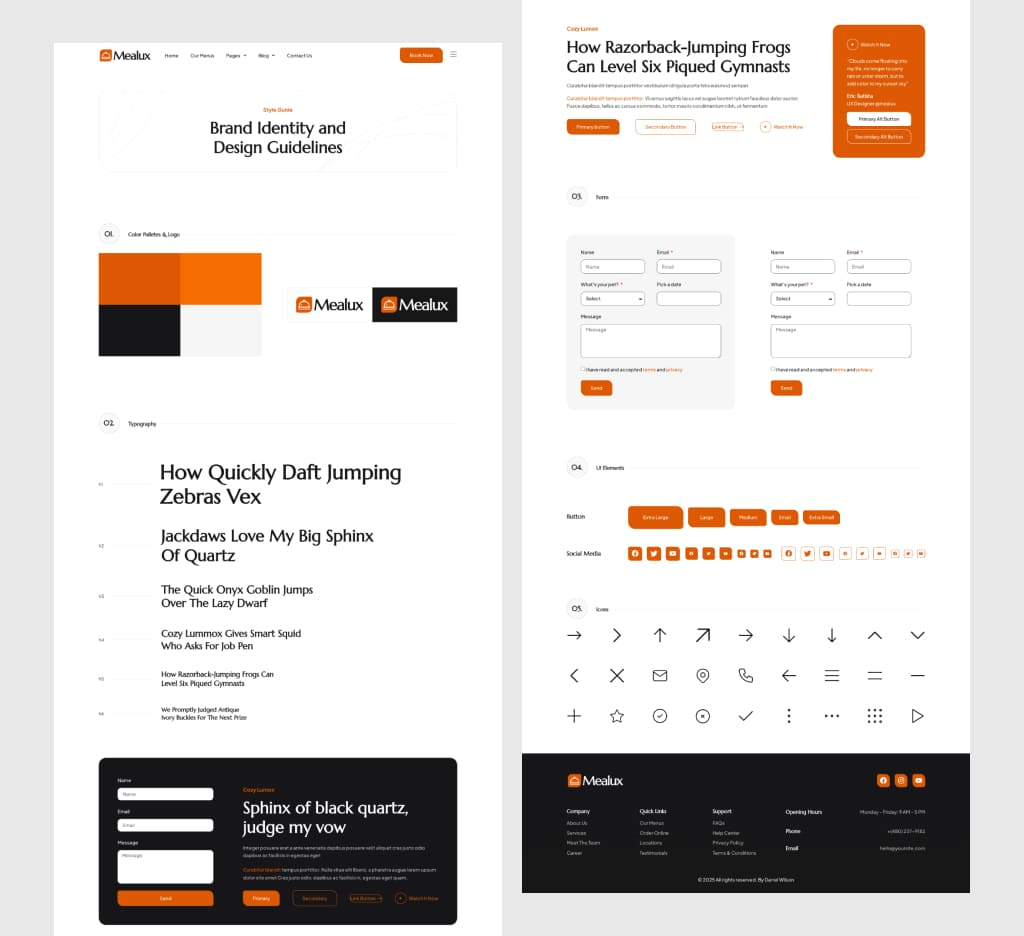 Mealux
Home Our Menus Pages Blog Contact Us
Book Now
Style Guide
Brand Identity and
Design Guidelines
01. Color Palletes & Logo
Mealux Mealux
02. Typography
H1
How Quickly Daft Jumping
Zebras Vex
H2
Jackdaws Love My Big Sphinx
Of Quartz
H3
The Quick Onyx Goblin Jumps
Over The Lazy Dwarf
H4
Cozy Lummox Gives Smart Squid
Who Asks For Job Pen
H5
How Razorback-Jumping Frogs Can
Level Six Piqued Gymnasts
H6
We Promptly Judged Antique
Ivory Buckles For The Next Prize
Name
Name
Email
Email
Message
Message
Send
Cozy Lumon
Sphinx of black quartz,
judge my vow
Integer posuere erat a ante venenatis dapibus posuere velit aliquet cras justo odio
dapibus ac facilisis in egestas eget
Curabitur blandit tempus porttitor. Nulla vitae elit libero, a pharetra augue lorem ipsum
dolor site amet Cras justo odio, dapibus ac facilisis in, egestas eget quam.
Primary Secondary Link Button → Watch It Now
Cozy Lumon
How Razorback-Jumping Frogs
Can Level Six Piqued Gymnasts
Curabitur blandit tempus porttitor vestibulum
Curabitur blandit tempus porttitor. Vivamus sagittis lacus vel augue laoreet rutrum faucibus dolor auctor.
Fusce dapibus, tellus ac cursus commodo, tortor mauris condimentum nibh, ut fermentum
Primary button Secondary Button Link Button → Watch It Now
Watch It Now
"Clouds come floating into
my life, no longer to carry
rain or usher storm, but to
add color to my sunset sky."
Eric Batista
UX Designer@mealux
Primary Alt Button
Secondary Alt Button
03. Form
Name Email *
Name Email
What's your pet? * Pick a date
Select
Message
Message
I have read and accepted terms and privacy
Send
Name Email *
Name Email
What's your pet? * Pick a date
Select
Message
Message
I have read and accepted terms and privacy
Send
04. UI Elements
Button Extra Large Large Medium Small Extra Small
Social Media
05. Icons
Mealux
Company
About Us
Services
Meet The Team
Career
Quick Links
Our Menus
Order Online
Locations
Testimonials
Support
FAQs
Help Center
Privacy Policy
Terms & Conditions
Opening Hours Monday - Friday: 9 AM - 5 PM
Phone +(480) 237-9182
Email hello@yoursite.com
© 2025 All rights reserved. By Darrel Wilson